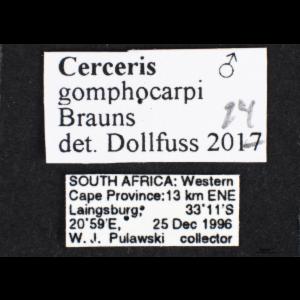 Cerceris ♂
gomphocarpi
Brauns
24
det. Dollfuss 2017
SOUTH AFRICA: Western
Cape Province:13 km ENE
Laingsburg, 33°11'S
20°59'E, 25 Dec 1996
W. J. Pulawski collector